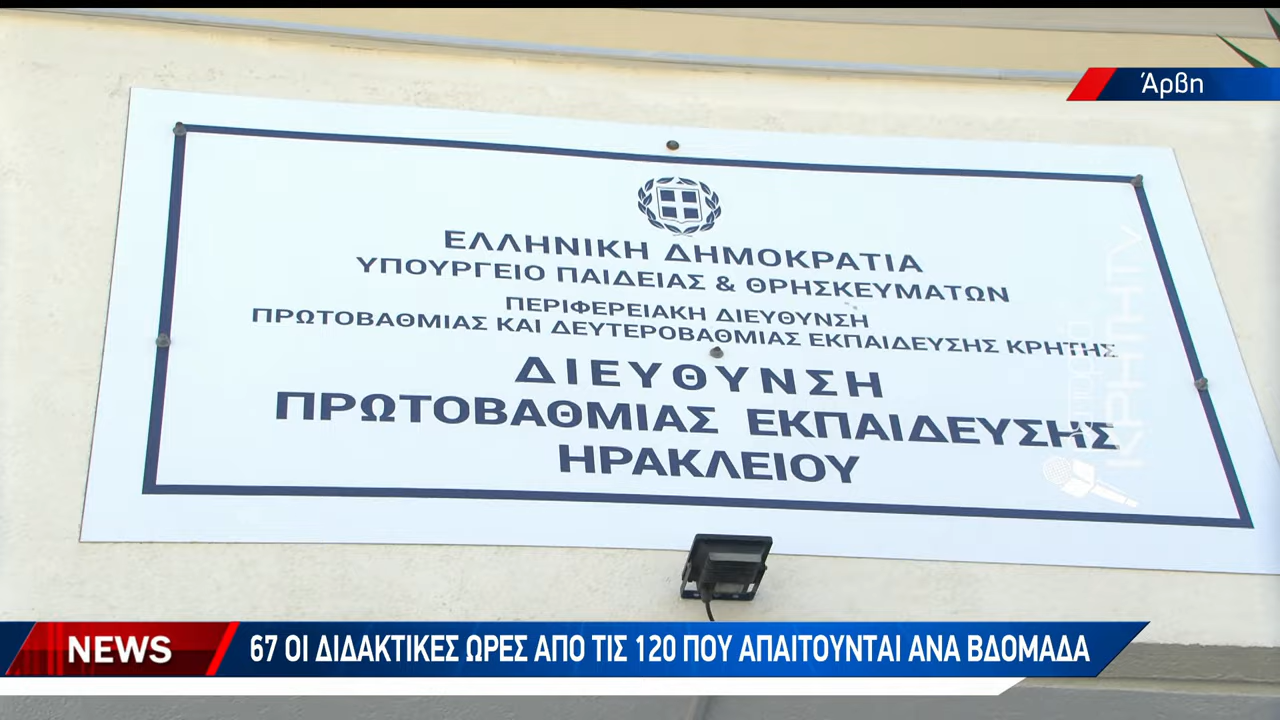 Άρβη
ΕΛΛΗΝΙΚΗ ΔΗΜΟΚΡΑΤΙΑ
ΥΠΟΥΡΓΕΙΟ ΠΑΙΔΕΙΑΣ & ΘΡΗΣΚΕΥΜΑΤΩΝ
ΠΕΡΙΦΕΡΕΙΑΚΗ ΔΙΕΥΘΥΝΣΗ
ΠΡΩΤΟΒΑΘΜΙΑΣ ΚΑΙ ΔΕΥΤΕΡΟΒΑΘΜΙΑΣ ΕΚΠΑΙΔΕΥΣΗΣ ΚΡΗΤΗΣ
ΔΙΕΥΘΥΝΣΗ
ΠΡΩΤΟΒΑΘΜΙΑΣ ΕΚΠΑΙΔΕΥΣΗΣ
ΗΡΑΚΛΕΙΟΥ
ΚΡΗΤΗTV
NEWS
67 ΟΙ ΔΙΔΑΚΤΙΚΕΣ ΩΡΕΣ ΑΠΟ ΤΙΣ 120 ΠΟΥ ΑΠΑΙΤΟΥΝΤΑΙ ΑΝΑ ΒΔΟΜΑΔΑ